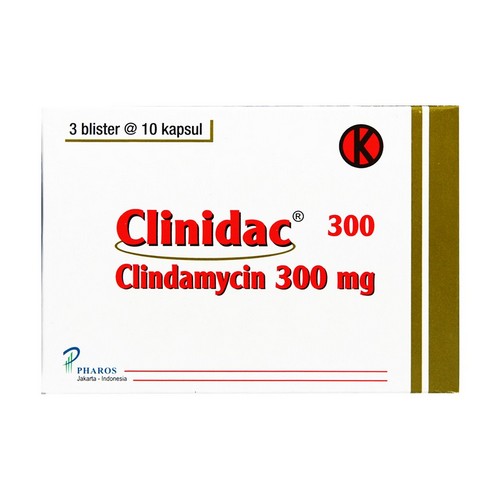 3 blister @ 10 kapsul
K
Clinidac® 300
Clindamycin 300 mg
PHAROS
Jakarta - Indonesia